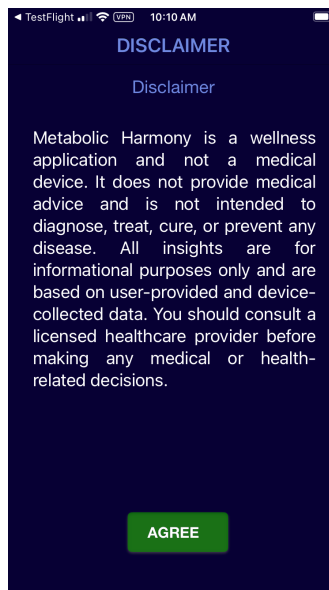 ◀ TestFlight VPN 10:10 AM
DISCLAIMER
Disclaimer
Metabolic Harmony is a wellness
application and not a medical
device. It does not provide medical
advice and is not intended to
diagnose, treat, cure, or prevent any
disease. All insights are for
informational purposes only and are
based on user-provided and device-
collected data. You should consult a
licensed healthcare provider before
making any medical or health-
related decisions.
AGREE